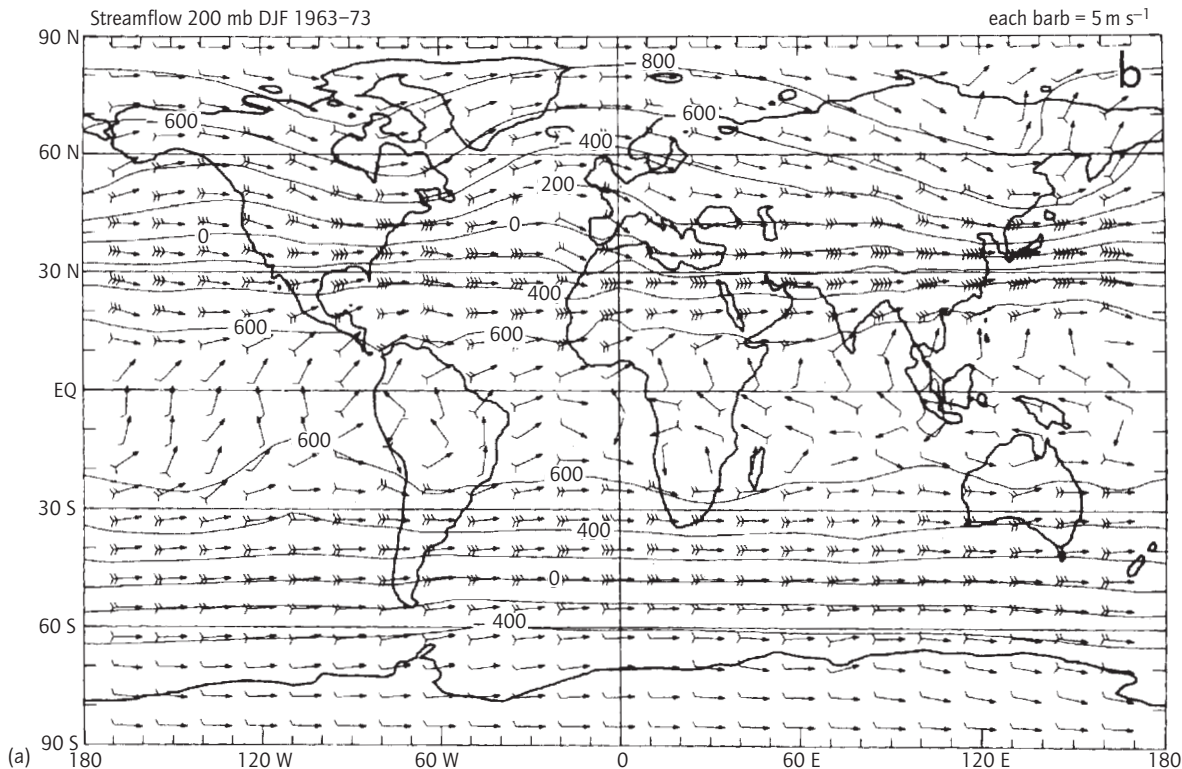 Streamflow 200 mb DJF 1963–73 each barb = 5 m s⁻¹
90 N
b
– 800
– 600
600
60 N
400
– 200
0
0
30 N
400
600
600
EQ
600
600
30 S
400
0
60 S
– 400
90 S
(a)
180 120 W 60 W 0 60 E 120 E 180